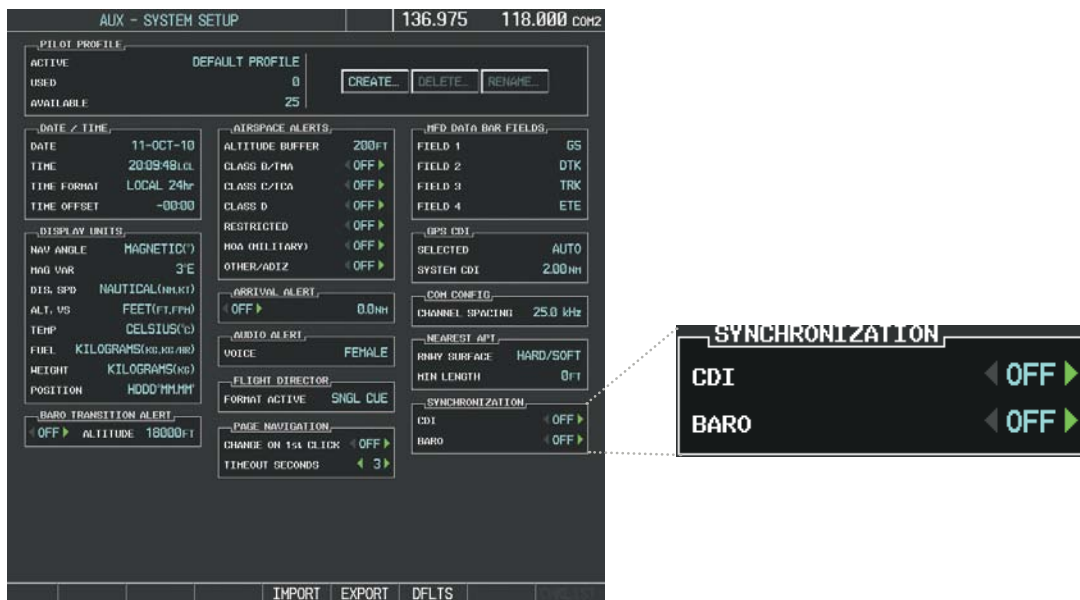 AUX - SYSTEM SETUP 136.975 118.000 COM2
PILOT PROFILE
ACTIVE DEFAULT PROFILE
USED 0
AVAILABLE 25
CREATE… DELETE… RENAME…
DATE / TIME
DATE 11-OCT-10
TIME 20:09:48LCL
TIME FORMAT LOCAL 24hr
TIME OFFSET -00:00
DISPLAY UNITS
NAV ANGLE MAGNETIC(°)
MAG VAR 3°E
DIS, SPD NAUTICAL(NM,KT)
ALT, VS FEET(FT,FPM)
TEMP CELSIUS(°C)
FUEL KILOGRAMS(KG,KG/HR)
WEIGHT KILOGRAMS(KG)
POSITION HDDD°MM.MM'
BARO TRANSITION ALERT
OFF ALTITUDE 18000FT
AIRSPACE ALERTS
ALTITUDE BUFFER 200FT
CLASS B/TMA OFF
CLASS C/TCA OFF
CLASS D OFF
RESTRICTED OFF
MOA (MILITARY) OFF
OTHER/ADIZ OFF
ARRIVAL ALERT
OFF 0.0NM
AUDIO ALERT
VOICE FEMALE
FLIGHT DIRECTOR
FORMAT ACTIVE SNGL CUE
PAGE NAVIGATION
CHANGE ON 1st CLICK OFF
TIMEOUT SECONDS 3
MFD DATA BAR FIELDS
FIELD 1 GS
FIELD 2 DTK
FIELD 3 TRK
FIELD 4 ETE
GPS CDI
SELECTED AUTO
SYSTEM CDI 2.00NM
COM CONFIG
CHANNEL SPACING 25.0 kHz
NEAREST APT
RNWY SURFACE HARD/SOFT
MIN LENGTH 0FT
SYNCHRONIZATION
CDI OFF
BARO OFF
IMPORT EXPORT DFLTS
SYNCHRONIZATION
CDI OFF
BARO OFF